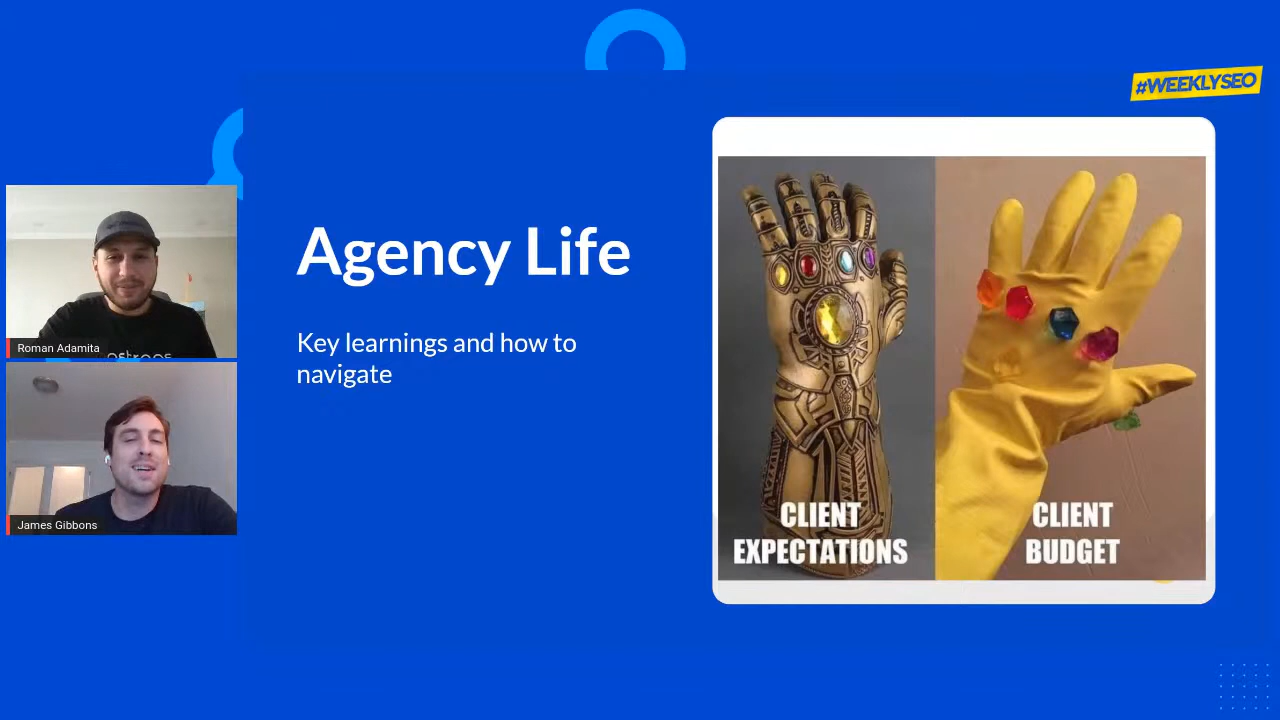 #WEEKLYSEO
Agency Life
Key learnings and how to
navigate
Roman Adamita
James Gibbons
CLIENT
EXPECTATIONS
CLIENT
BUDGET